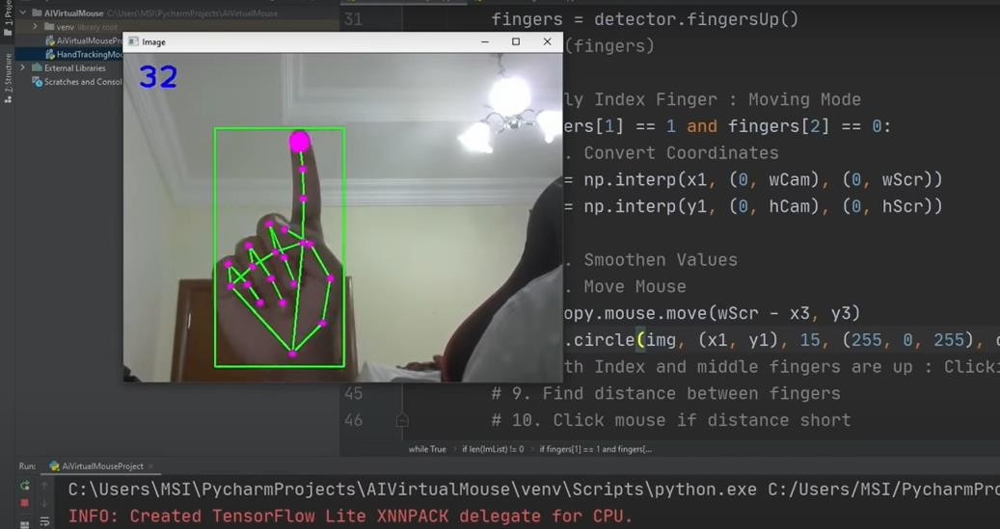 AIVirtualMouse C:\Users\MSI\PycharmProjects\AIVirtualMouse
venv library root
AiVirtualMousePr
HandTrackingMo
External Libraries
Scratches and Consol
1: Proje
Z: Structure
Image
32
31 fingers = detector.fingersUp()
(fingers)
ly Index Finger : Moving Mode
ers[1] == 1 and fingers[2] == 0:
. Convert Coordinates
= np.interp(x1, (0, wCam), (0, wScr))
= np.interp(y1, (0, hCam), (0, hScr))
. Smoothen Values
. Move Mouse
opy.mouse.move(wScr - x3, y3)
.circle(img, (x1, y1), 15, (255, 0, 255), c
th Index and middle fingers are up : Clicki
45 # 9. Find distance between fingers
46 # 10. Click mouse if distance short
while True > if len(lmList) != 0 > if fingers[1] == 1 and fingers[...
Run: AiVirtualMouseProject
C:\Users\MSI\PycharmProjects\AIVirtualMouse\venv\Scripts\python.exe C:/Users/MSI/PycharmPro
INFO: Created TensorFlow Lite XNNPACK delegate for CPU.